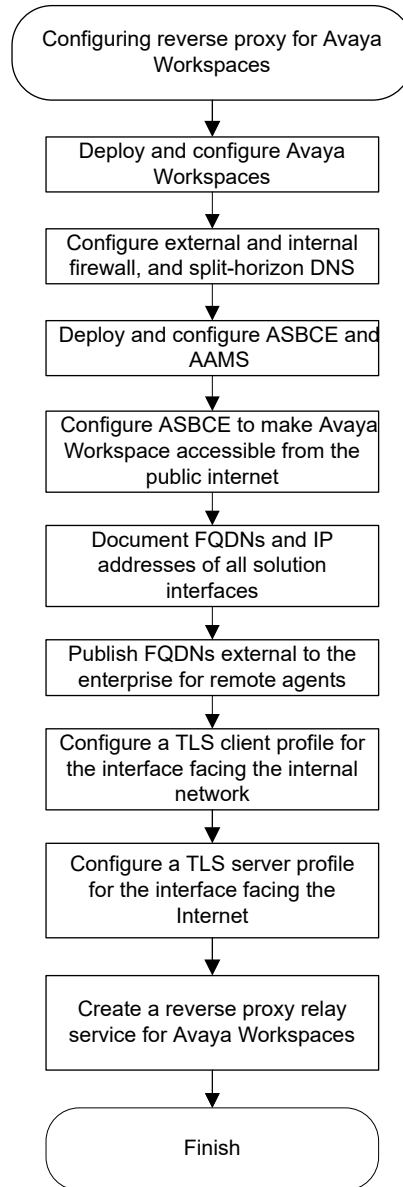 Configuring reverse proxy for Avaya
Workspaces
Deploy and configure Avaya
Workspaces
Configure external and internal
firewall, and split-horizon DNS
Deploy and configure ASBCE and
AAMS
Configure ASBCE to make Avaya
Workspace accessible from the
public internet
Document FQDNs and IP
addresses of all solution
interfaces
Publish FQDNs external to the
enterprise for remote agents
Configure a TLS client profile for
the interface facing the internal
network
Configure a TLS server profile
for the interface facing the
Internet
Create a reverse proxy relay
service for Avaya Workspaces
Finish